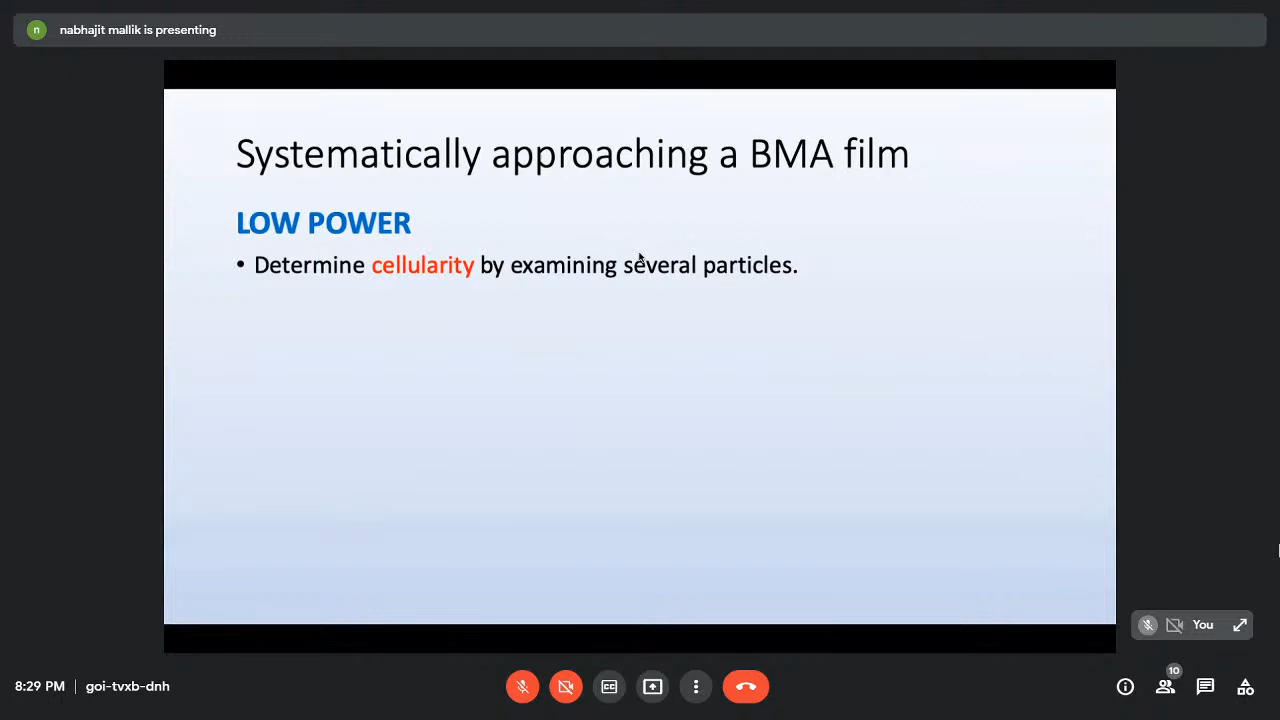 n
nabhajit mallik is presenting
Systematically approaching a BMA film
LOW POWER
• Determine cellularity by examining several particles.
You
10
8:29 PM | goi-tvxb-dnh
CC